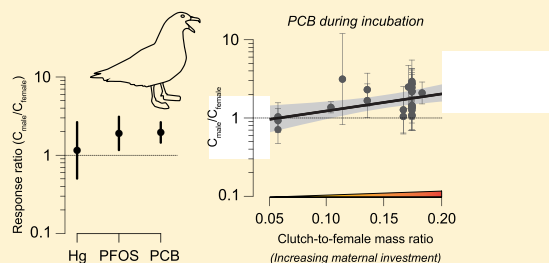 PCB during incubation
Response ratio (Cmale/Cfemale)
10
1
0.1
Hg PFOS PCB
Cmale/Cfemale
10
1
0.1
0.05 0.10 0.15 0.20
Clutch-to-female mass ratio
(Increasing maternal investment)